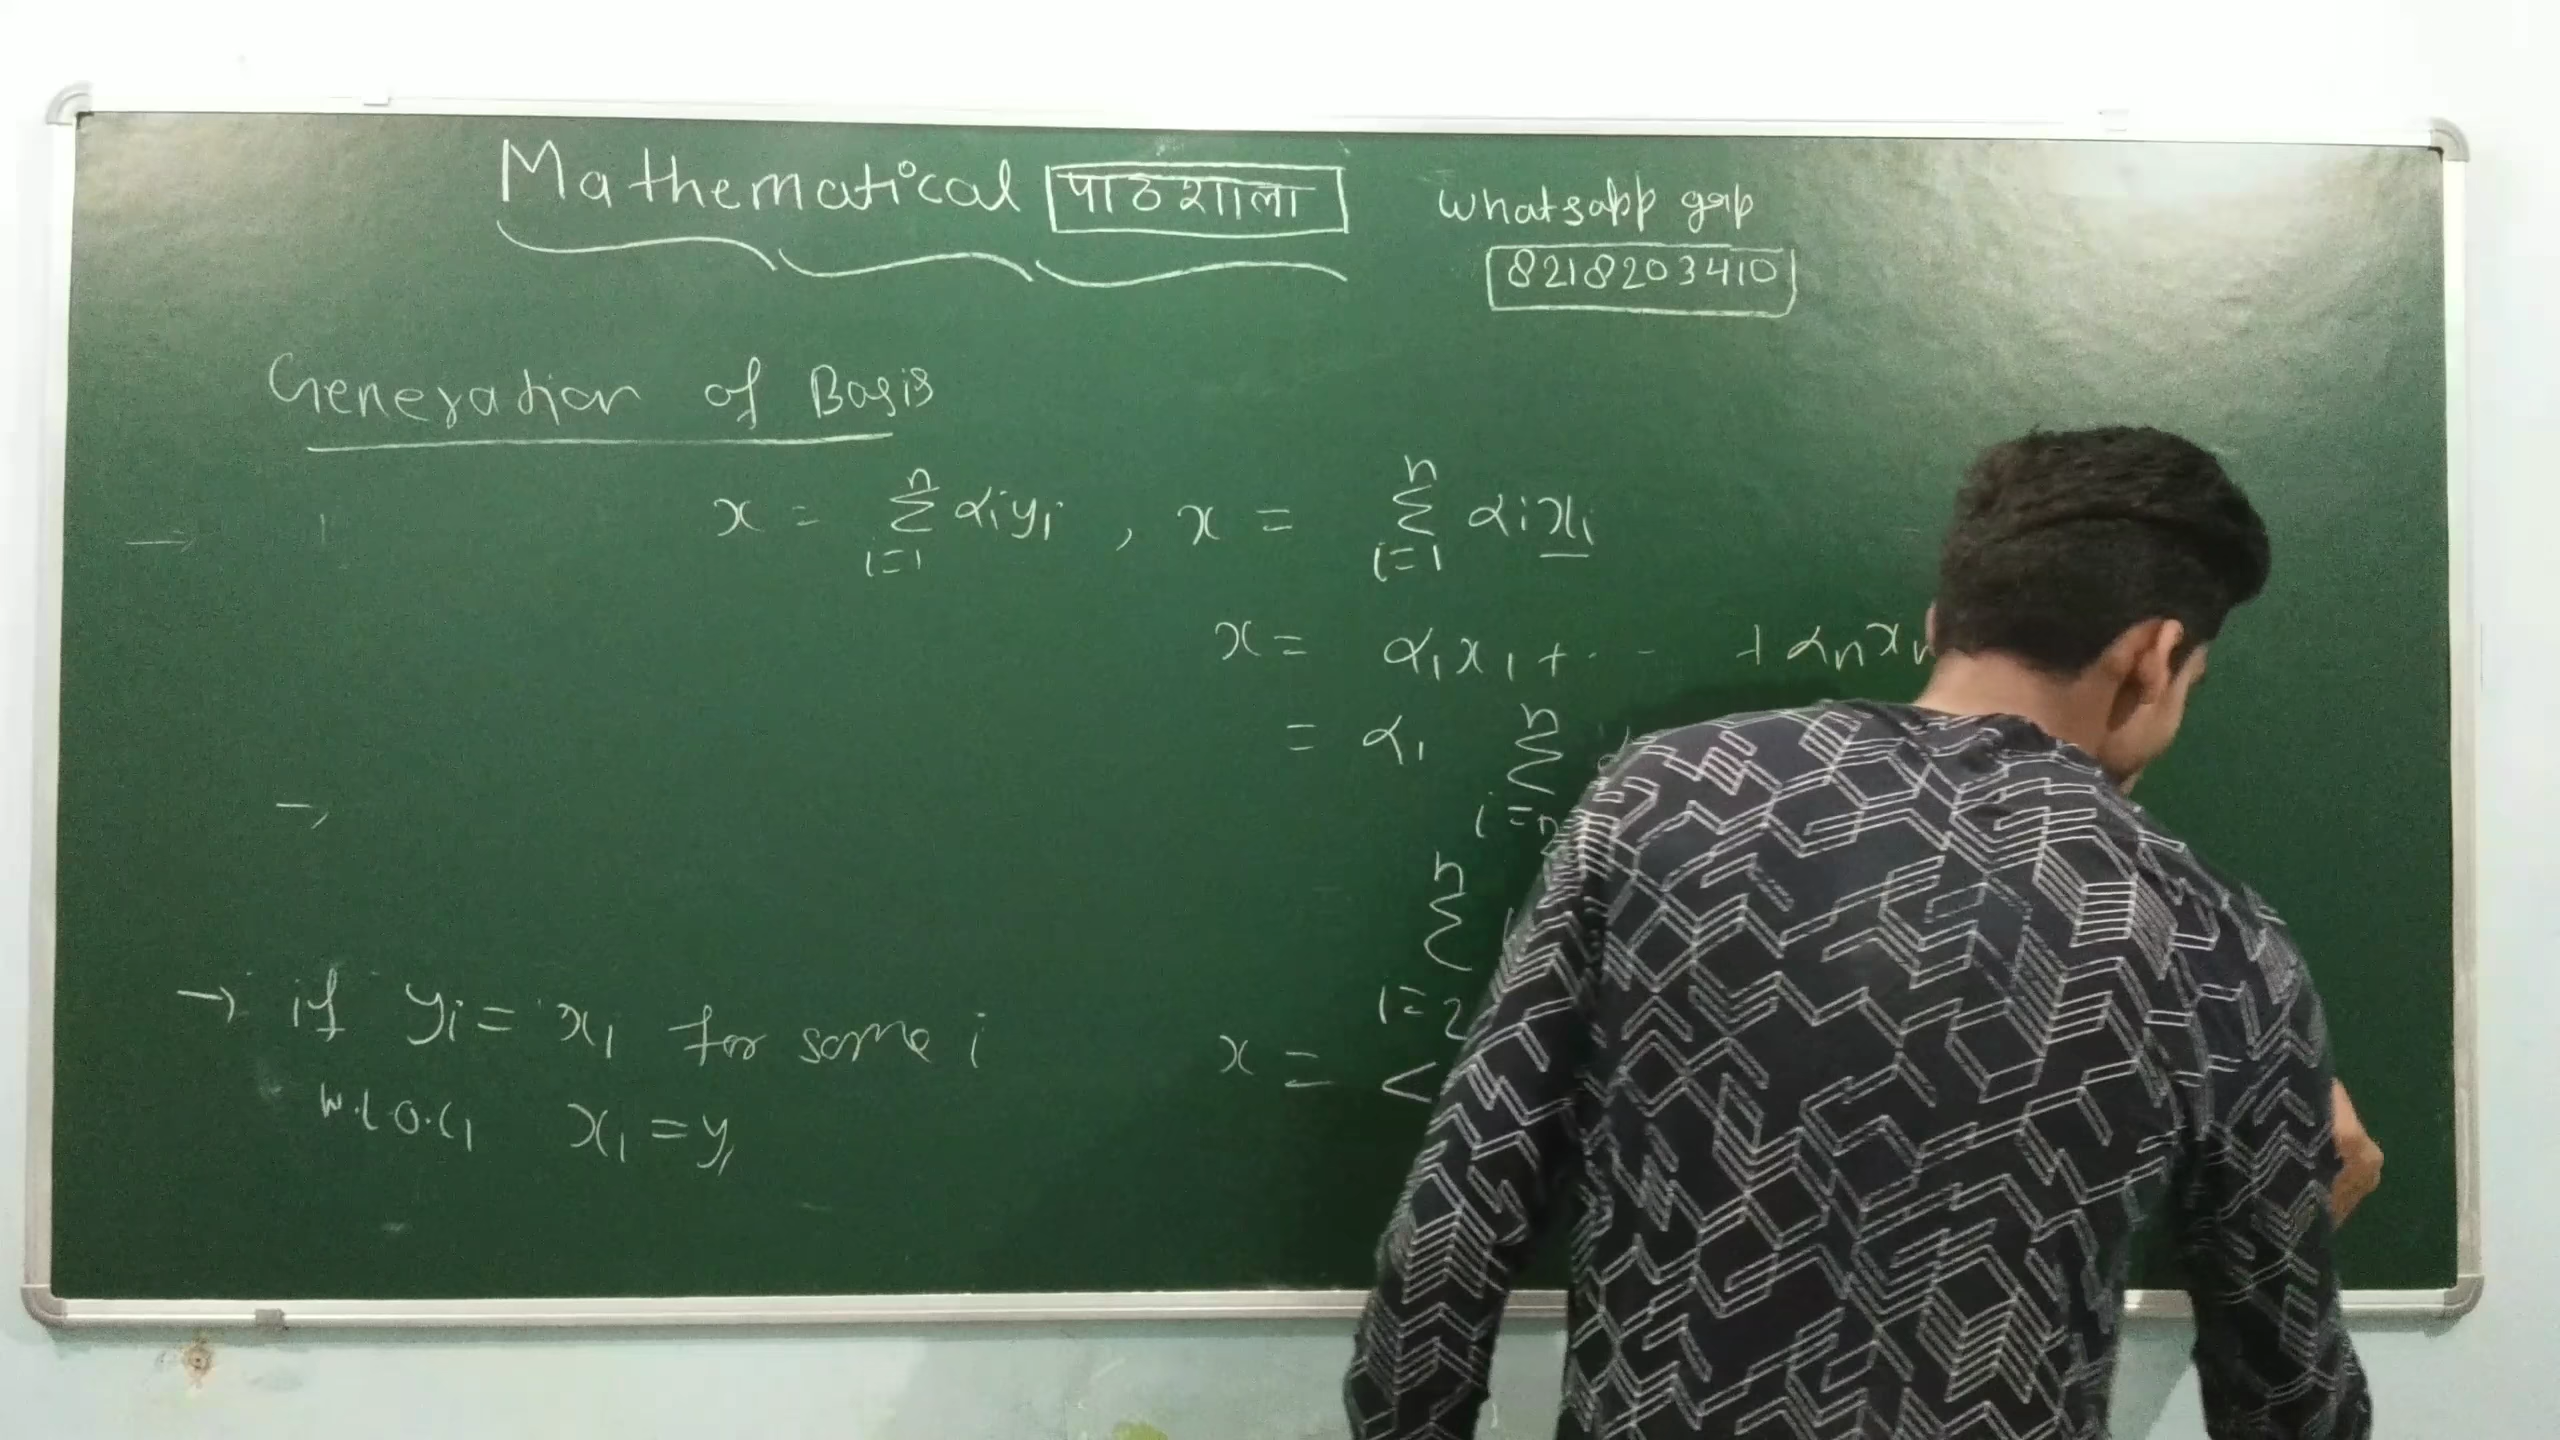 Mathematical पाठशाला
Whatsapp grp
8218203410
Generation of Basis
x = n Σ i=1 αiyi , x = n Σ i=1 αixi
x = α1x1 + - - + αnxn
= α1 n Σ
n Σ i=2
→ if yi = x1 for some i
x = <
x1 = y1